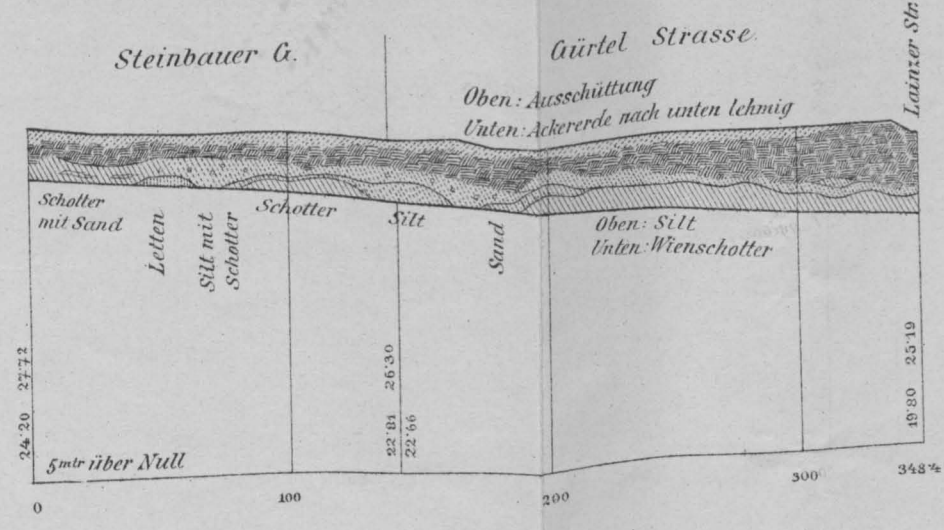 Steinbauer G.
Gürtel Strasse.
Lainzer Str.
Oben: Ausschüttung
Unten: Ackererde nach unten lehmig
Schotter
mit Sand
Letten
Silt mit
Schotter
Schotter
Silt
Sand
Oben: Silt
Unten: Wienschotter
24·20 27·72
22·81 26·30
22·66
19·80 25·19
5mtr über Null
0
100
200
300
348·4